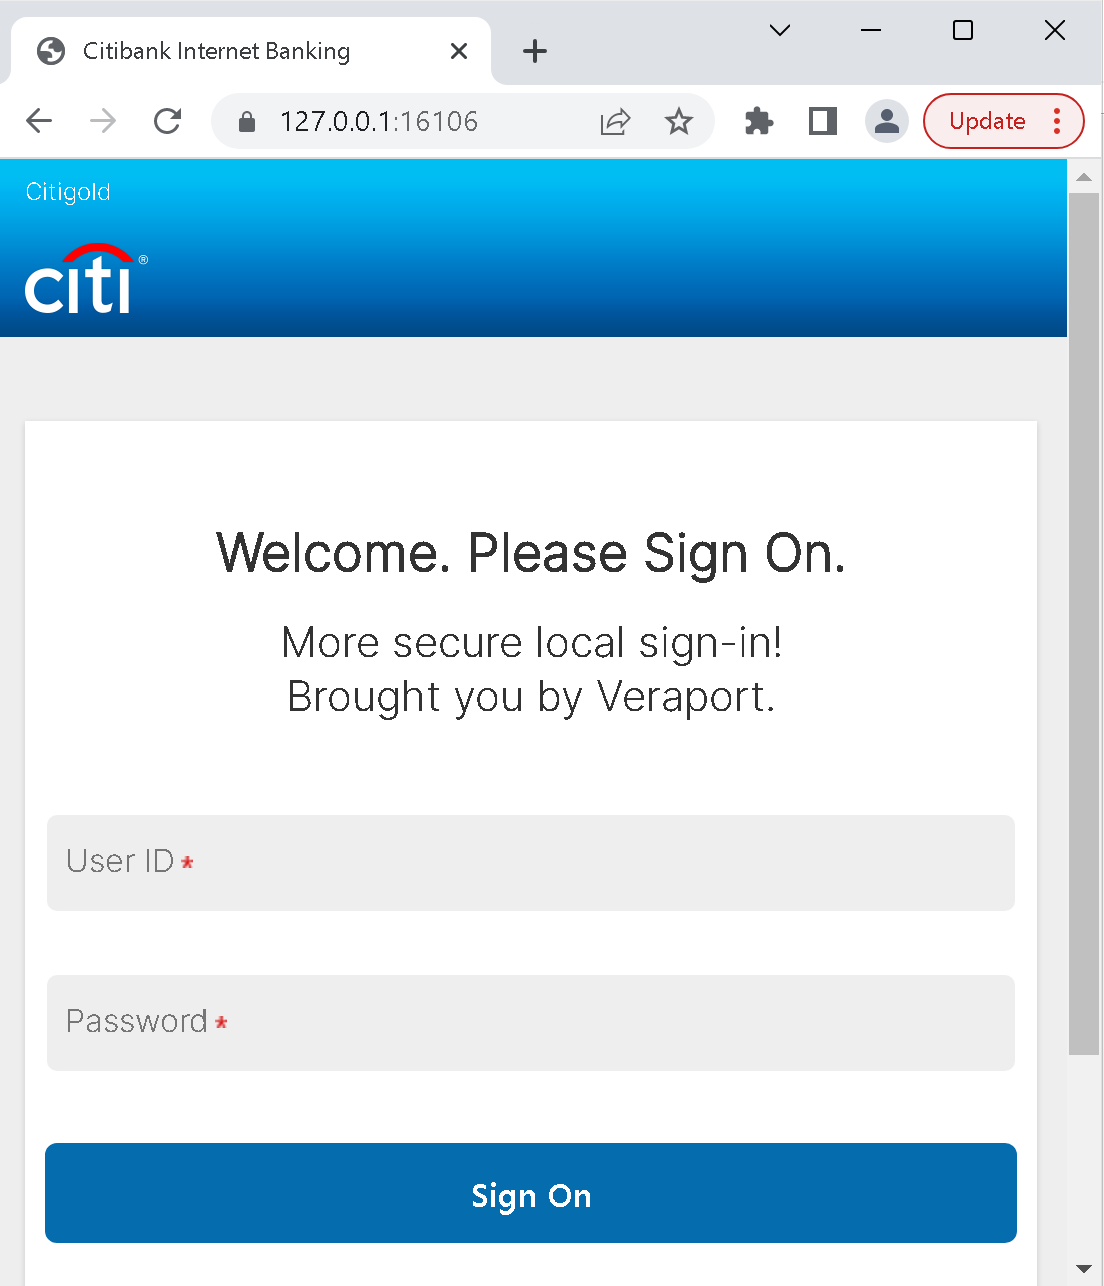 Citibank Internet Banking
127.0.0.1:16106
Update
Citigold
citi®
Welcome. Please Sign On.
More secure local sign-in!
Brought you by Veraport.
User ID *
Password *
Sign On